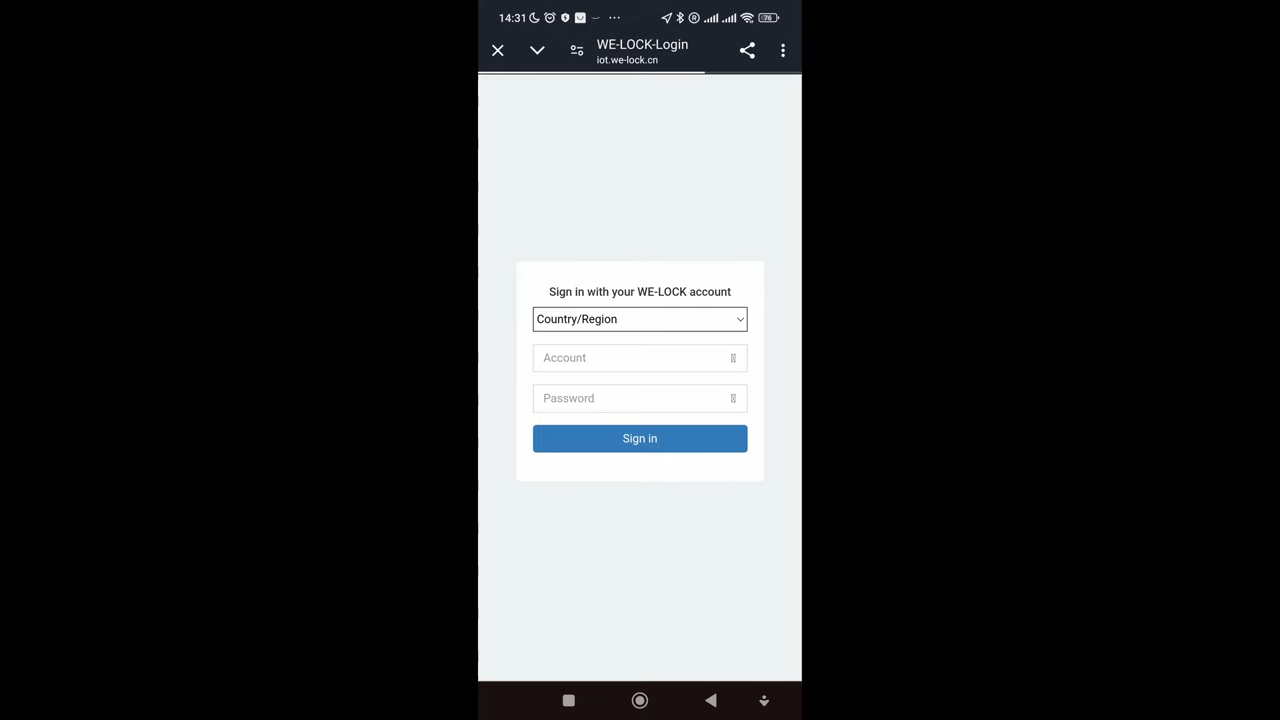 14:31
76
WE-LOCK-Login
iot.we-lock.cn
Sign in with your WE-LOCK account
Country/Region
Account
Password
Sign in